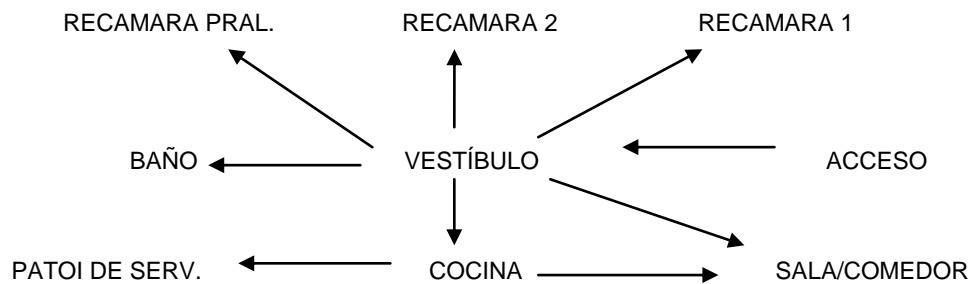 RECAMARA PRAL. RECAMARA 2 RECAMARA 1
BAÑO VESTÍBULO ACCESO
PATOI DE SERV. COCINA SALA/COMEDOR